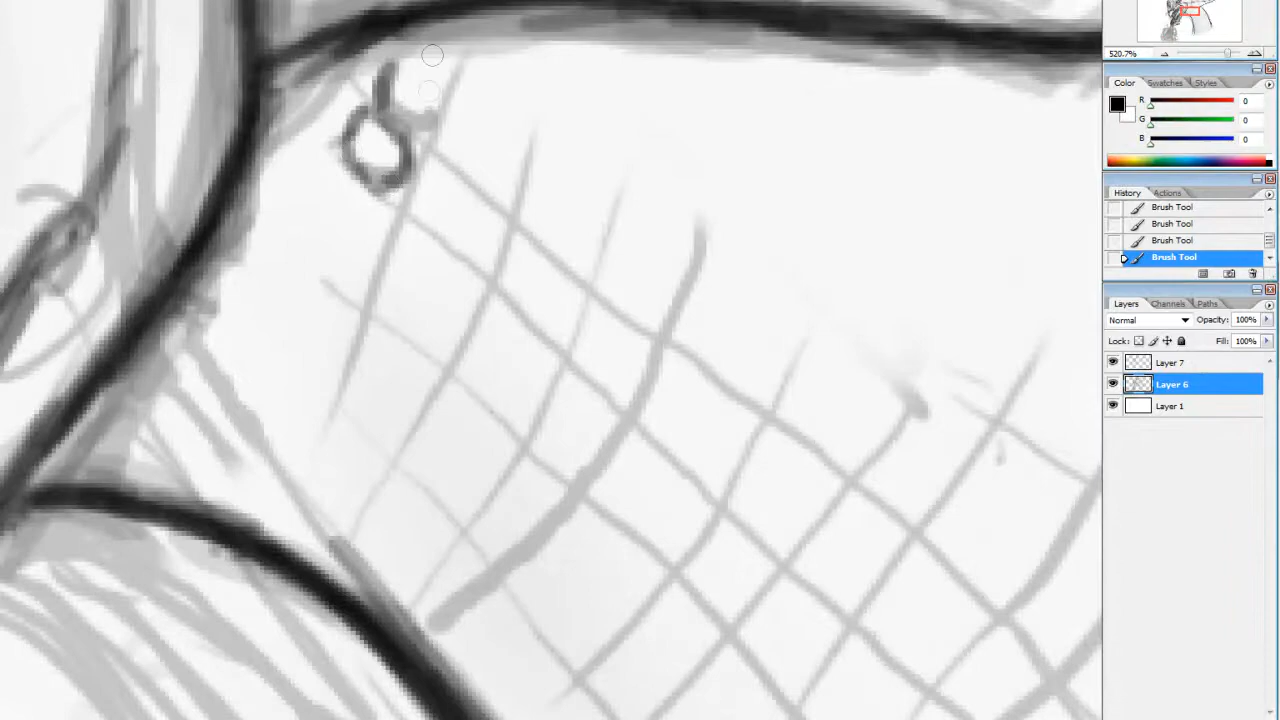 520.7%
Color Swatches Styles
R 0
G 0
B 0
History Actions
Brush Tool
Brush Tool
Brush Tool
Brush Tool
Layers Channels Paths
Normal Opacity: 100%
Lock: Fill: 100%
Layer 7
Layer 6
Layer 1